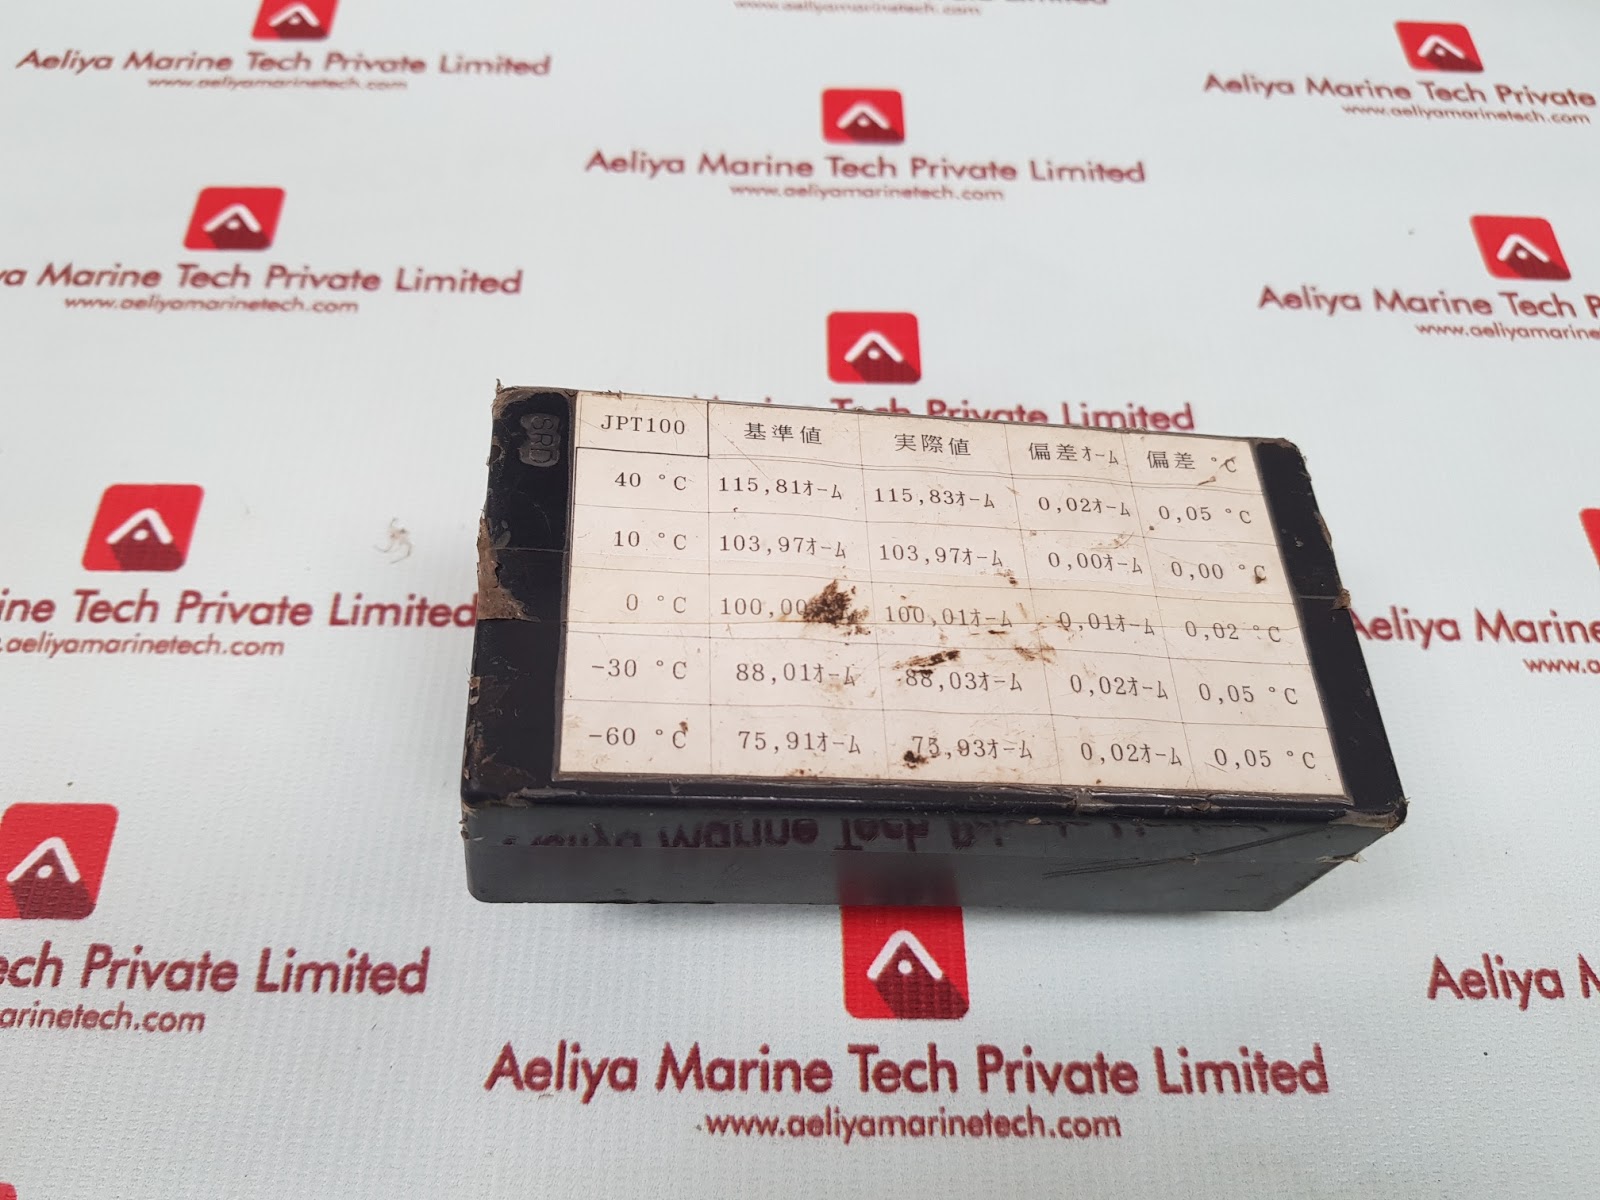 Aeliya Marine Tech Private Limited
www.aeliyamarinetech.com
Aeliya Marine Tech Private
www.aeliyamarinetech.com
Aeliya Marine Tech Private Limited
www.aeliyamarinetech.com
Marine Tech Private Limited
www.aeliyamarinetech.com
Aeliya Marine Tech
www.aeliyamarinetech
Private Limited
SRD
JPT100 基準値 実際値 偏差オーム 偏差 °C
40 °C 115,81オーム 115,83オーム 0,02オーム 0,05 °C
10 °C 103,97オーム 103,97オーム 0,00オーム 0,00 °C
0 °C 100,00 100,01オーム 0,01オーム 0,02 °C
-30 °C 88,01オーム 88,03オーム 0,02オーム 0,05 °C
-60 °C 75,91オーム 75,93オーム 0,02オーム 0,05 °C
Tech Private Limited
aeliyamarinetech.com
Aeliya Marine
Private Limited
marinetech.com
Aeliya
Aeliya Marine Tech Private Limited
www.aeliyamarinetech.com